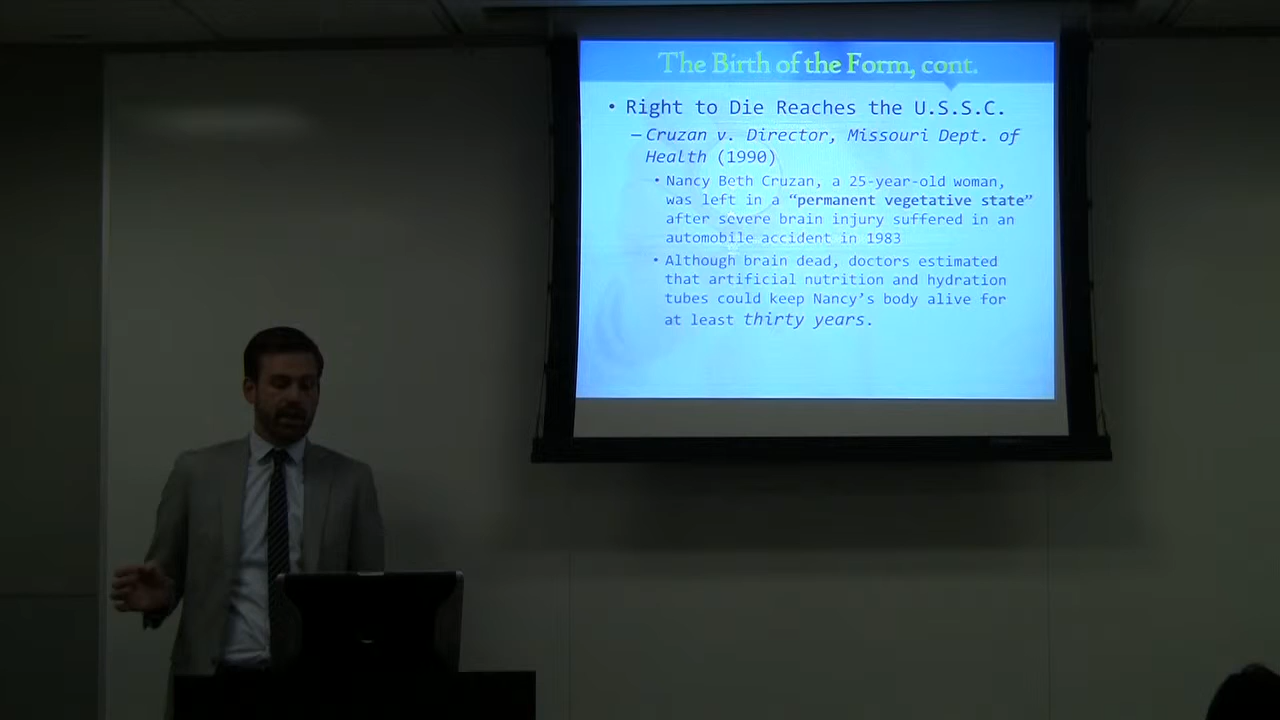 The Birth of the Form, cont.
• Right to Die Reaches the U.S.S.C.
– Cruzan v. Director, Missouri Dept. of
Health (1990)
• Nancy Beth Cruzan, a 25-year-old woman,
was left in a “permanent vegetative state”
after severe brain injury suffered in an
automobile accident in 1983
• Although brain dead, doctors estimated
that artificial nutrition and hydration
tubes could keep Nancy’s body alive for
at least thirty years.